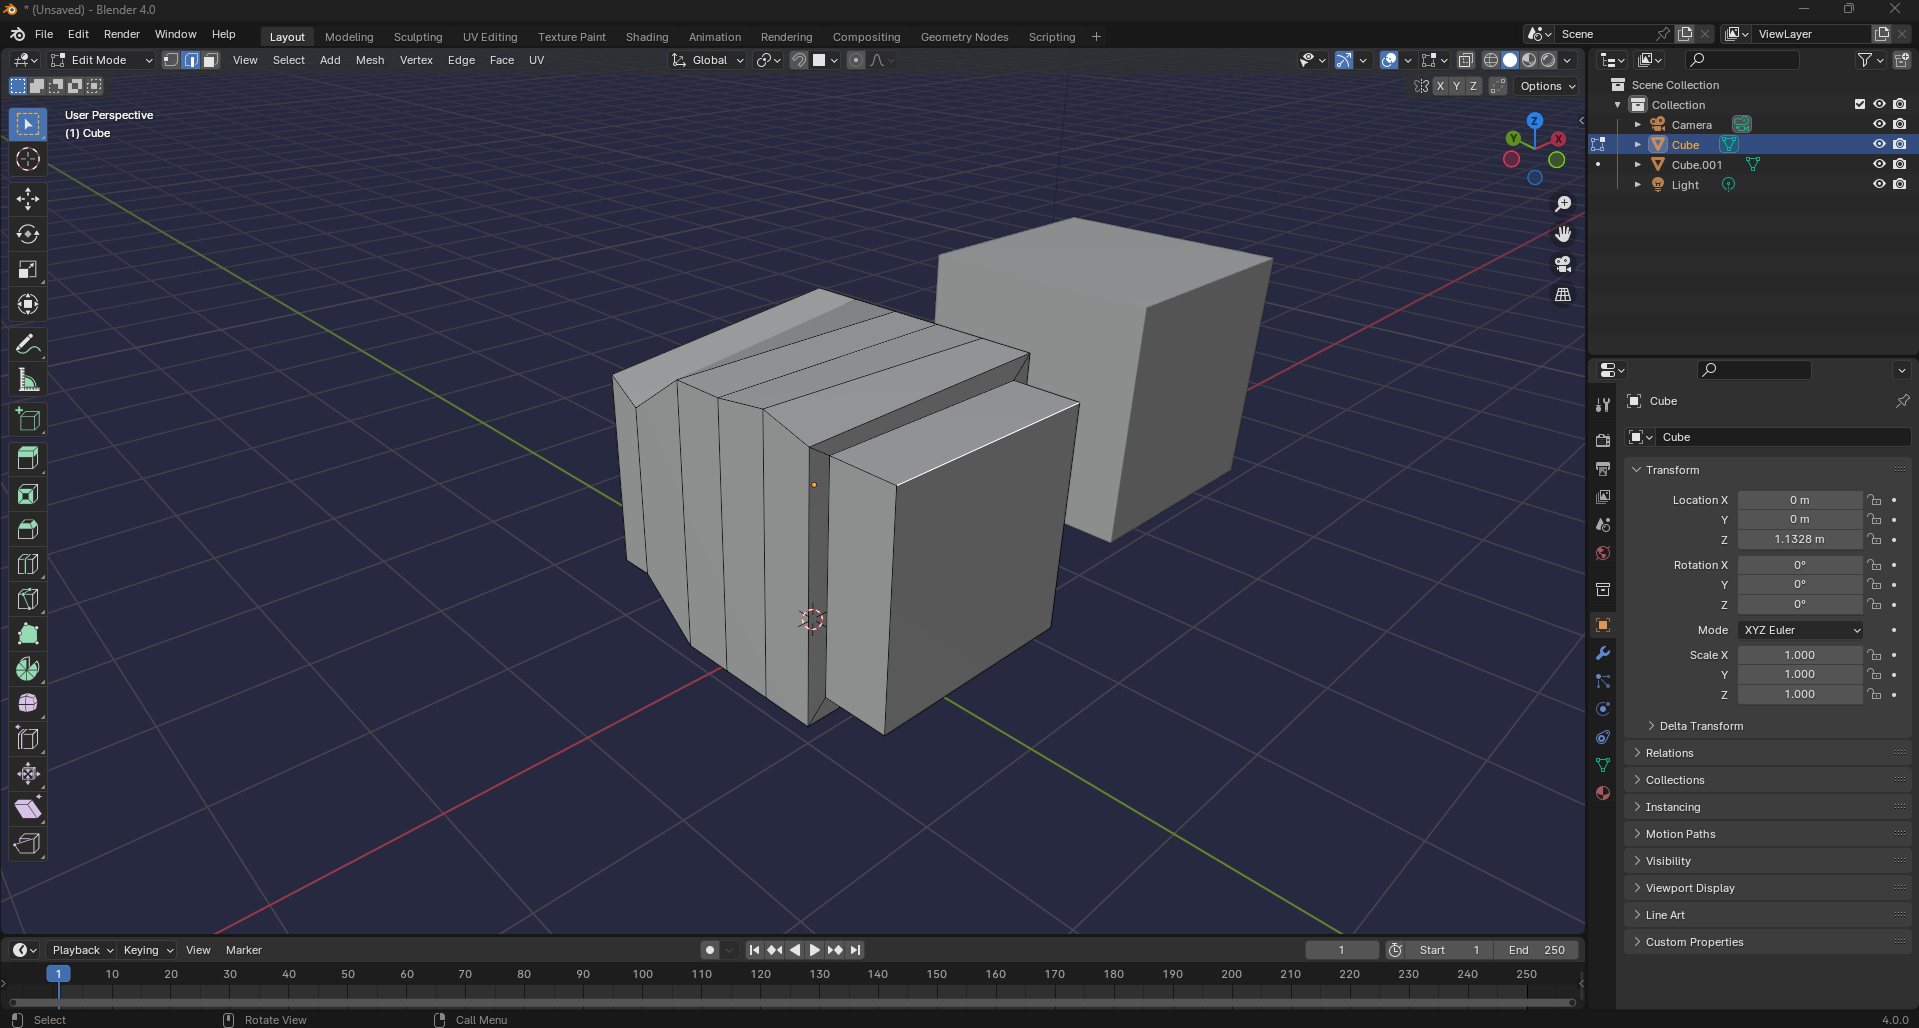 * (Unsaved) - Blender 4.0
File Edit Render Window Help Layout Modeling Sculpting UV Editing Texture Paint Shading Animation Rendering Compositing Geometry Nodes Scripting + Scene ViewLayer
Edit Mode View Select Add Mesh Vertex Edge Face UV Global
X Y Z Options
User Perspective
(1) Cube
Z
Y X
Scene Collection
Collection
Camera
Cube
Cube.001
Light
Cube
Cube
Transform
Location X 0 m
Y 0 m
Z 1.1328 m
Rotation X 0°
Y 0°
Z 0°
Mode XYZ Euler
Scale X 1.000
Y 1.000
Z 1.000
Delta Transform
Relations
Collections
Instancing
Motion Paths
Visibility
Viewport Display
Line Art
Custom Properties
Playback Keying View Marker 1 Start 1 End 250
1 10 20 30 40 50 60 70 80 90 100 110 120 130 140 150 160 170 180 190 200 210 220 230 240 250
Select Rotate View Call Menu 4.0.0